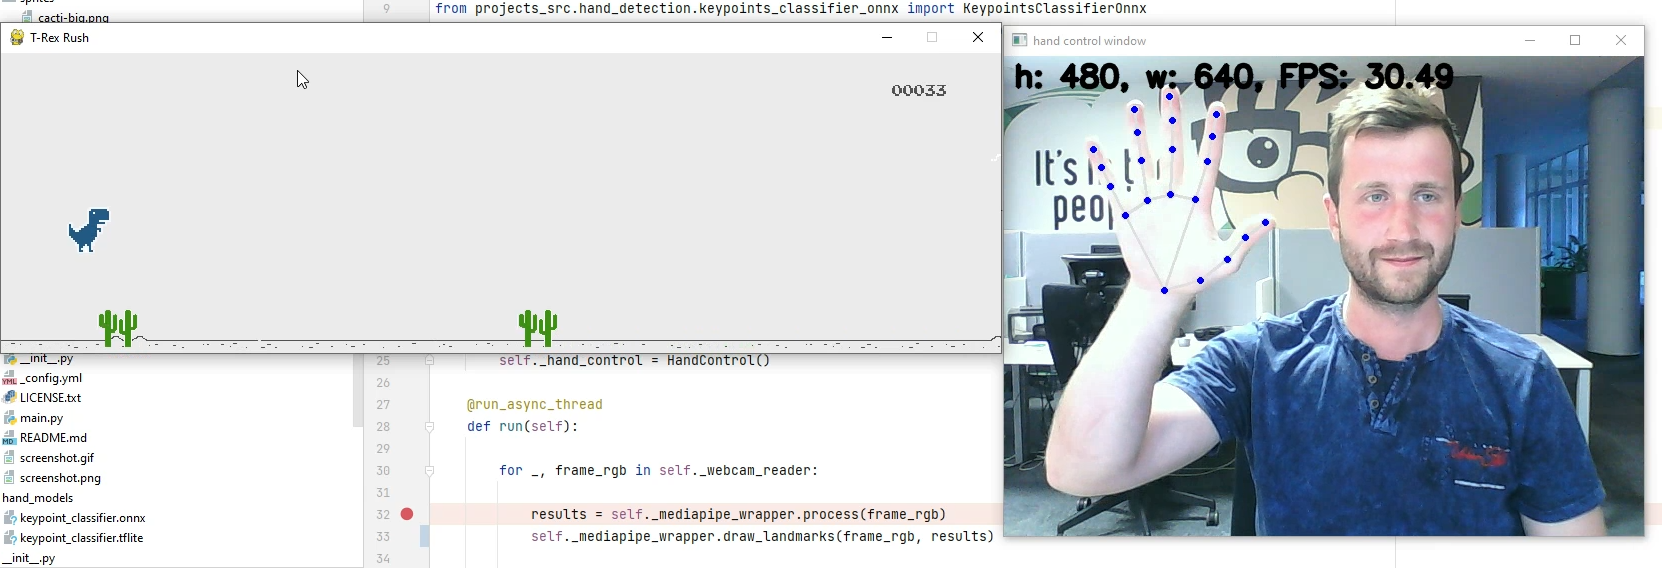 sprites
cacti-big.png
9 from projects_src.hand_detection.keypoints_classifier_onnx import KeypointsClassifierOnnx
T-Rex Rush
00033
hand control window
h: 480, w: 640, FPS: 30.49
It's
people
__init__.py
_config.yml
LICENSE.txt
main.py
README.md
screenshot.gif
screenshot.png
hand_models
keypoint_classifier.onnx
keypoint_classifier.tflite
__init__.py
25 self._hand_control = HandControl()
26
27 @run_async_thread
28 def run(self):
29
30 for _, frame_rgb in self._webcam_reader:
31
32 results = self._mediapipe_wrapper.process(frame_rgb)
33 self._mediapipe_wrapper.draw_landmarks(frame_rgb, results)
34